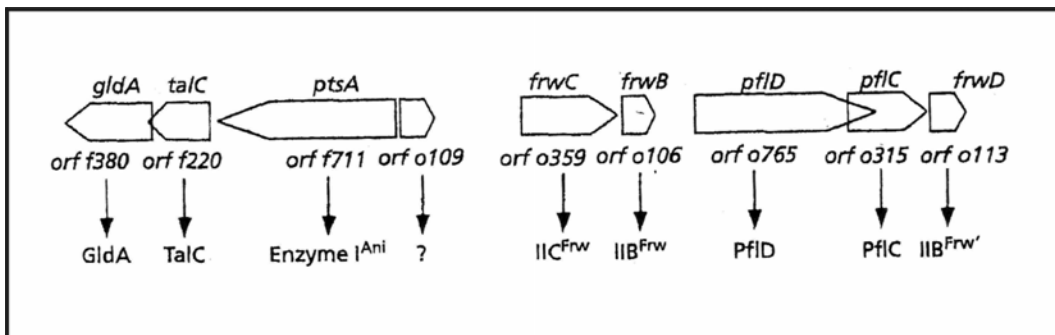 gldA talC ptsA frwC frwB pflD pflC frwD
orf f380 orf f220 orf f711 orf o109 orf o359 orf o106 orf o765 orf o315 orf o113
GldA TalC Enzyme I^Ani ? IIC^Frw IIB^Frw PflD PflC IIB^Frw'